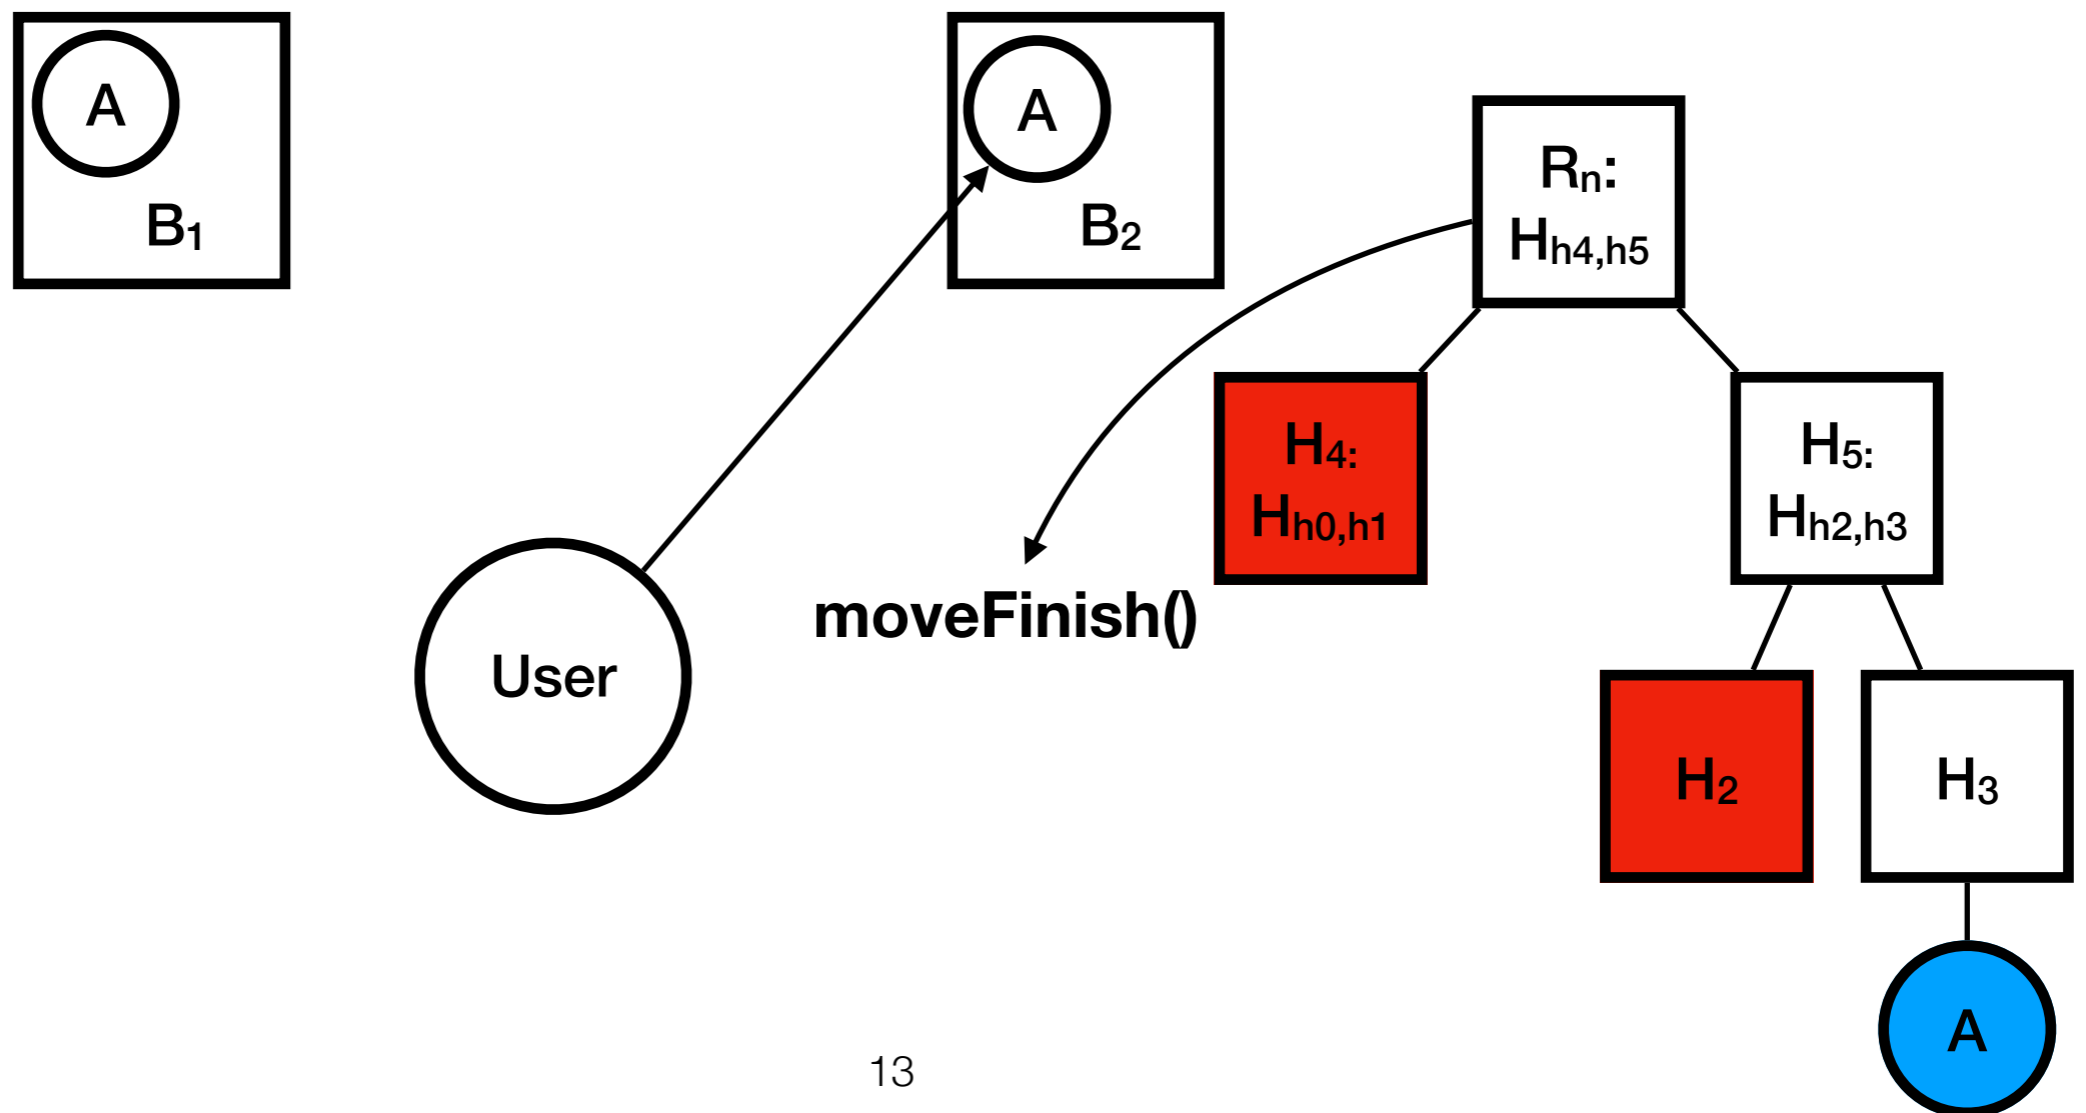 A
B₁
A
B₂
Rₙ:
Hₕ₄,ₕ₅
H₄:
Hₕ₀,ₕ₁
H₅:
Hₕ₂,ₕ₃
moveFinish()
User
H₂
H₃
A
13